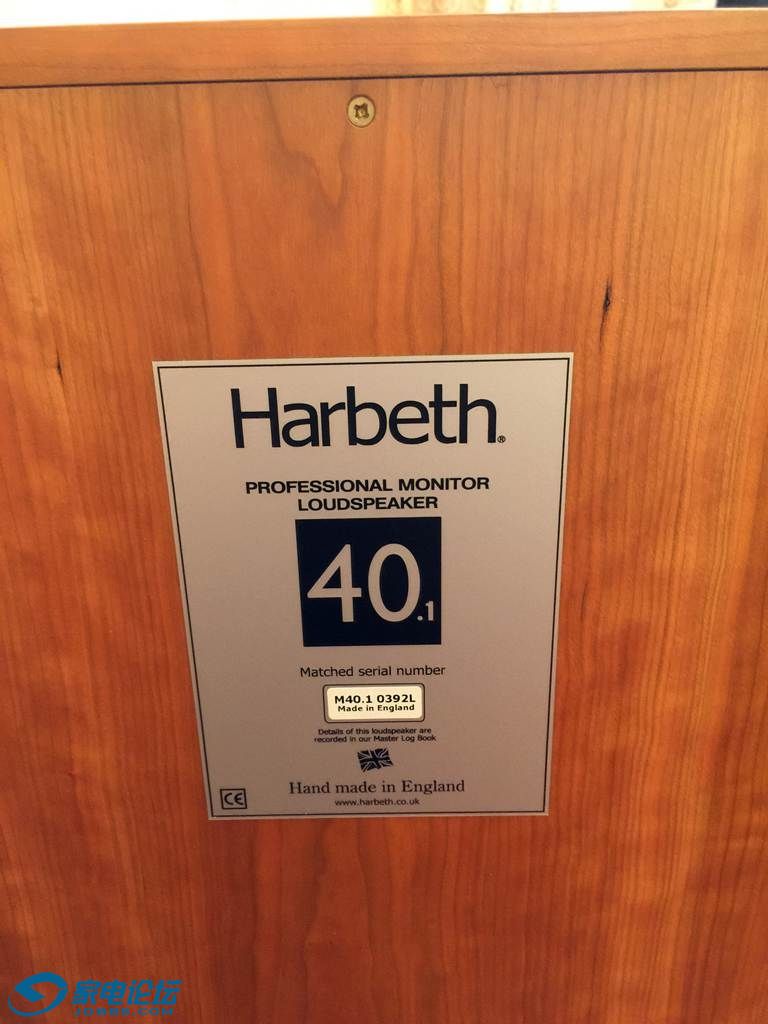 Harbeth®
PROFESSIONAL MONITOR
LOUDSPEAKER
40.1
Matched serial number
M40.1 0392L
Made in England
Details of this loudspeaker are
recorded in our Master Log Book
Hand made in England
CE
www.harbeth.co.uk
家电论坛